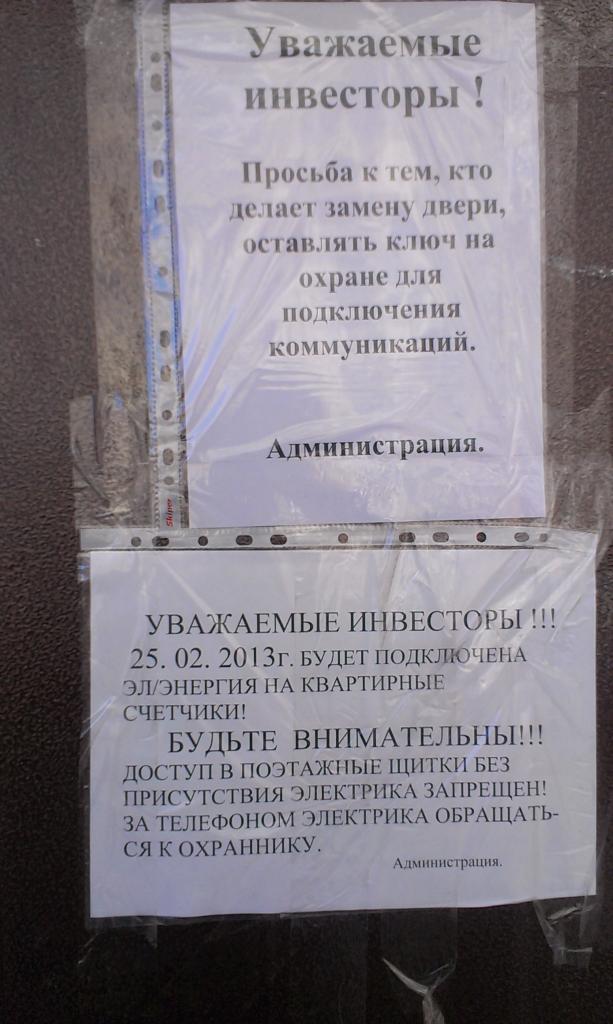 Уважаемые
инвесторы !
Просьба к тем, кто
делает замену двери,
оставлять ключ на
охране для
подключения
коммуникаций.
Администрация.
Skiper
УВАЖАЕМЫЕ ИНВЕСТОРЫ !!!
25. 02. 2013г. БУДЕТ ПОДКЛЮЧЕНА
ЭЛ/ЭНЕРГИЯ НА КВАРТИРНЫЕ
СЧЕТЧИКИ!
БУДЬТЕ ВНИМАТЕЛЬНЫ!!!
ДОСТУП В ПОЭТАЖНЫЕ ЩИТКИ БЕЗ
ПРИСУТСТВИЯ ЭЛЕКТРИКА ЗАПРЕЩЕН!
ЗА ТЕЛЕФОНОМ ЭЛЕКТРИКА ОБРАЩАТЬ-
СЯ К ОХРАННИКУ.
Администрация.